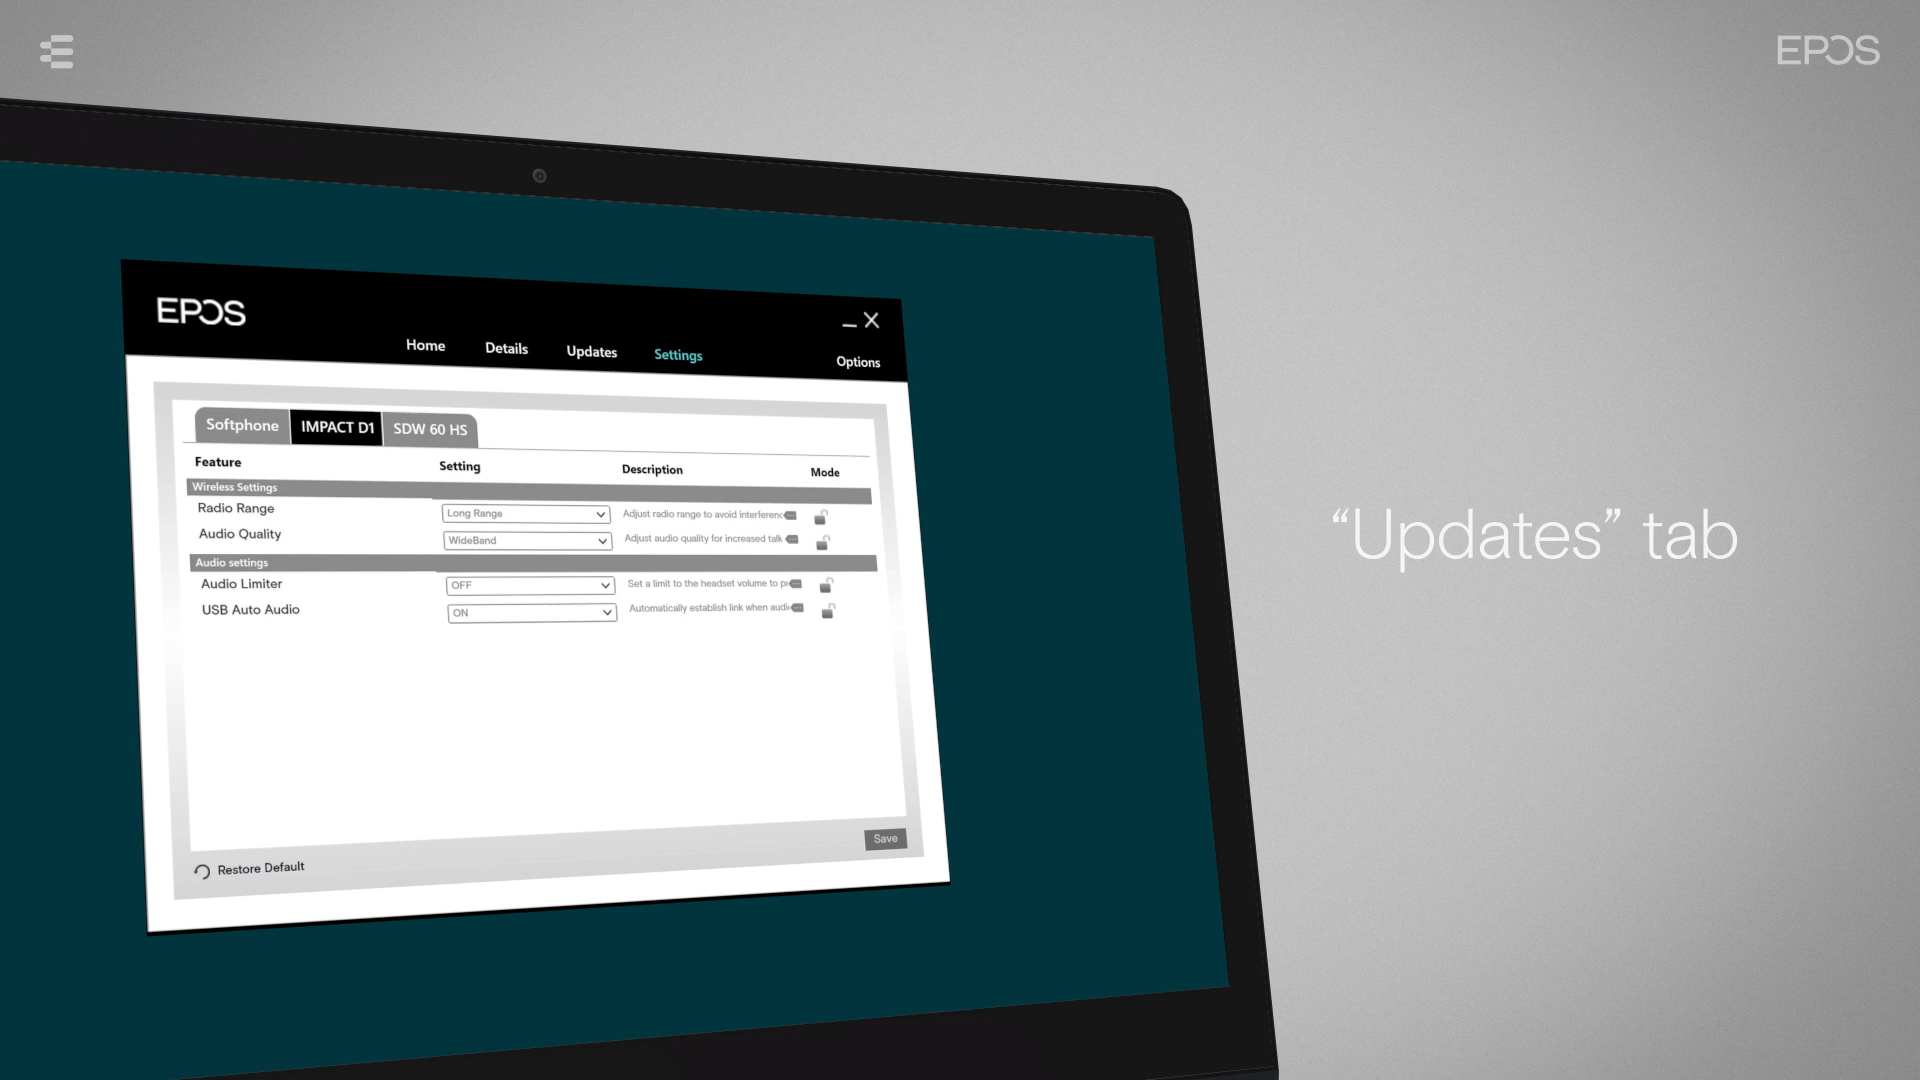 EPOS
EPOS
Home Details Updates Settings Options
Softphone IMPACT D1 SDW 60 HS
Feature Setting Description Mode
Wireless Settings
Radio Range Long Range Adjust radio range to avoid interferenc
Audio Quality WideBand Adjust audio quality for increased talk
Audio settings
Audio Limiter OFF Set a limit to the headset volume to p
USB Auto Audio ON Automatically establish link when audi
Restore Default Save
“Updates” tab